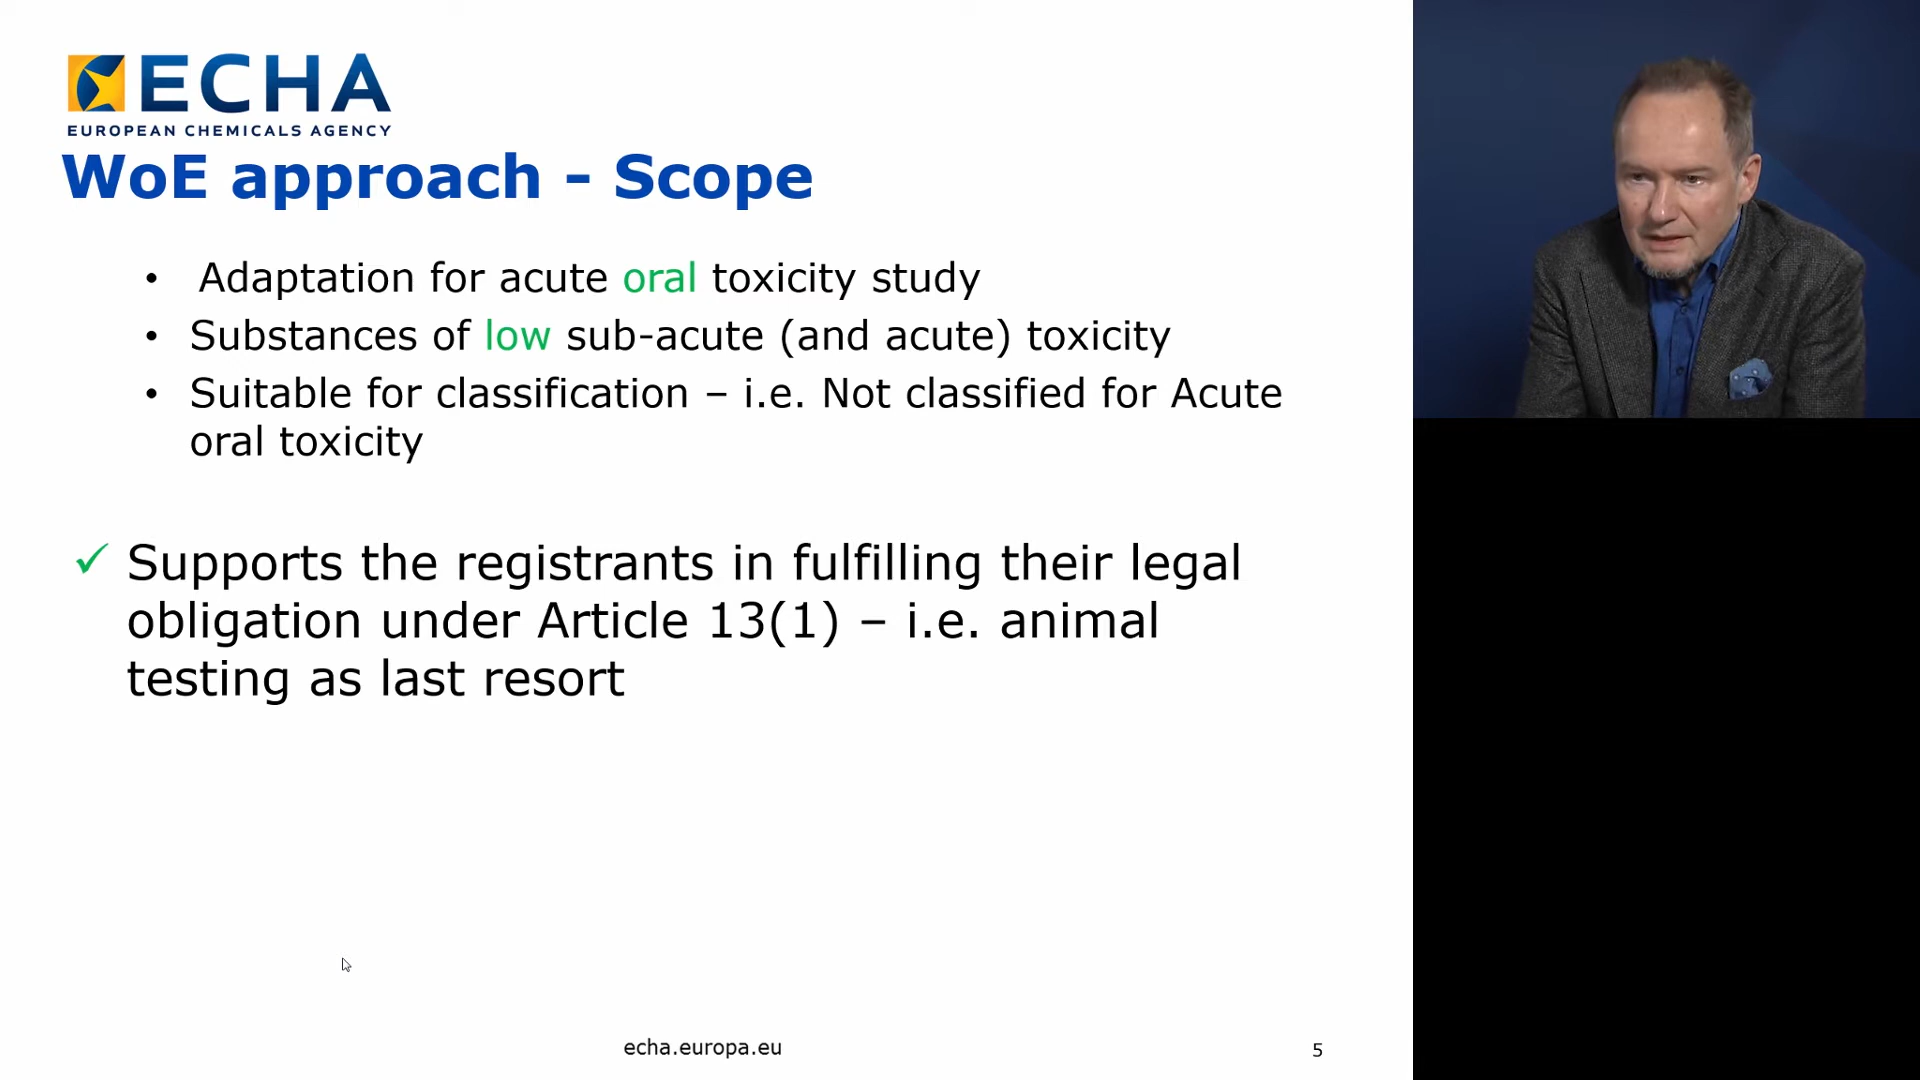 ECHA
EUROPEAN CHEMICALS AGENCY
WoE approach - Scope
• Adaptation for acute oral toxicity study
• Substances of low sub-acute (and acute) toxicity
• Suitable for classification – i.e. Not classified for Acute
oral toxicity
✓ Supports the registrants in fulfilling their legal
obligation under Article 13(1) – i.e. animal
testing as last resort
echa.europa.eu
5